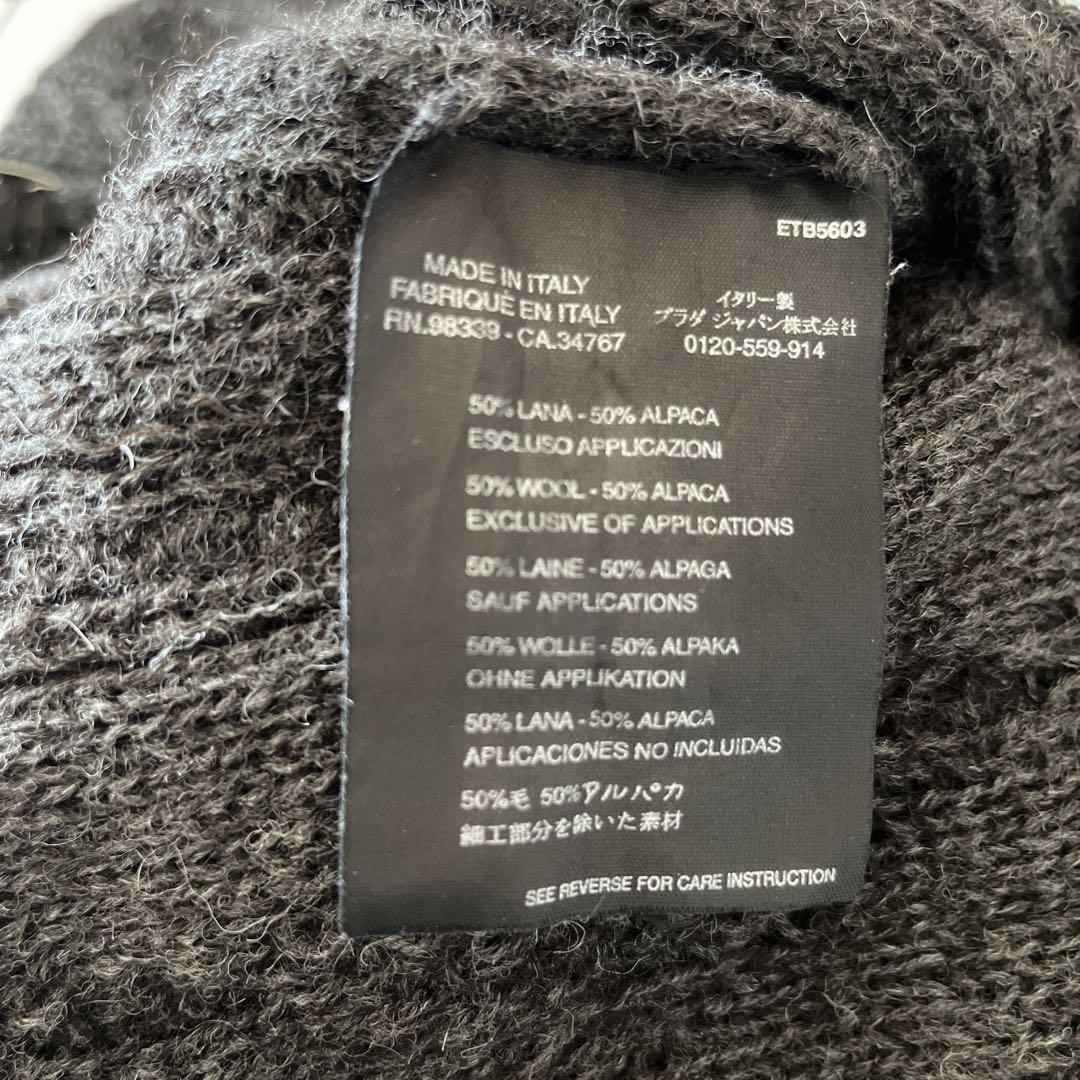 ETB5603
MADE IN ITALY
FABRIQUÈ EN ITALY
RN.98339 - CA.34767
イタリー製
プラダ ジャパン株式会社
0120-559-914
50% LANA - 50% ALPACA
ESCLUSO APPLICAZIONI
50% WOOL - 50% ALPACA
EXCLUSIVE OF APPLICATIONS
50% LAINE - 50% ALPAGA
SAUF APPLICATIONS
50% WOLLE - 50% ALPAKA
OHNE APPLIKATION
50% LANA - 50% ALPACA
APLICACIONES NO INCLUIDAS
50%毛 50%アルパカ
細工部分を除いた素材
SEE REVERSE FOR CARE INSTRUCTION